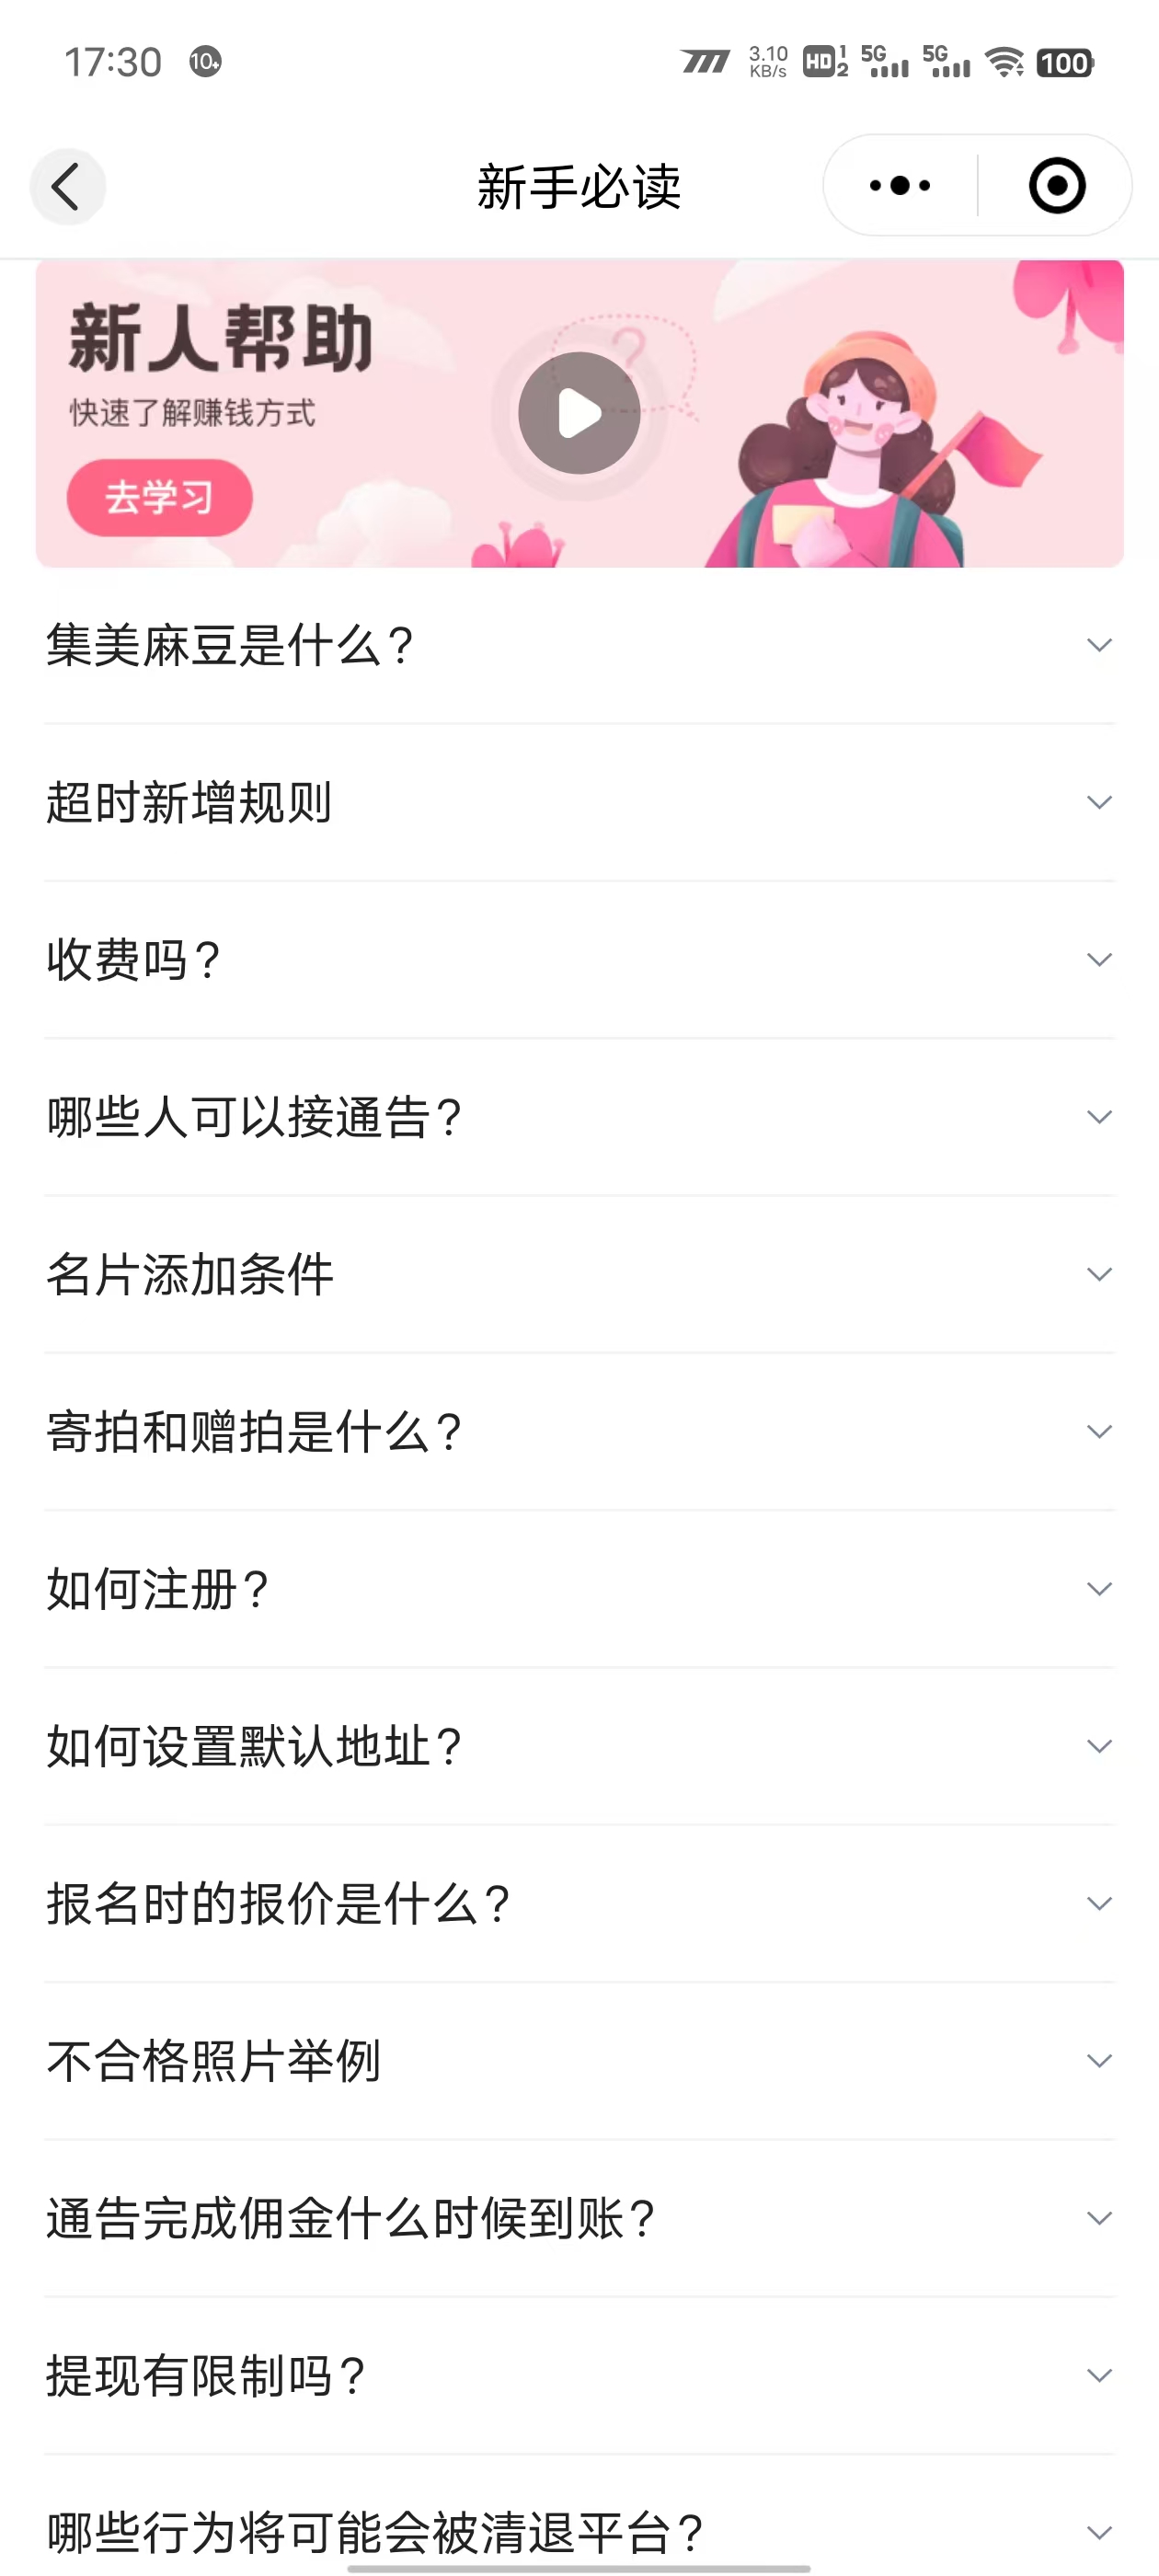 17:30 10+ 3.10 KB/s HD 1 2 5G 5G 100
新手必读
新人帮助
?
快速了解赚钱方式
去学习
集美麻豆是什么?
超时新增规则
收费吗?
哪些人可以接通告?
名片添加条件
寄拍和赠拍是什么?
如何注册?
如何设置默认地址?
报名时的报价是什么?
不合格照片举例
通告完成佣金什么时候到账?
提现有限制吗?
哪些行为将可能会被清退平台?